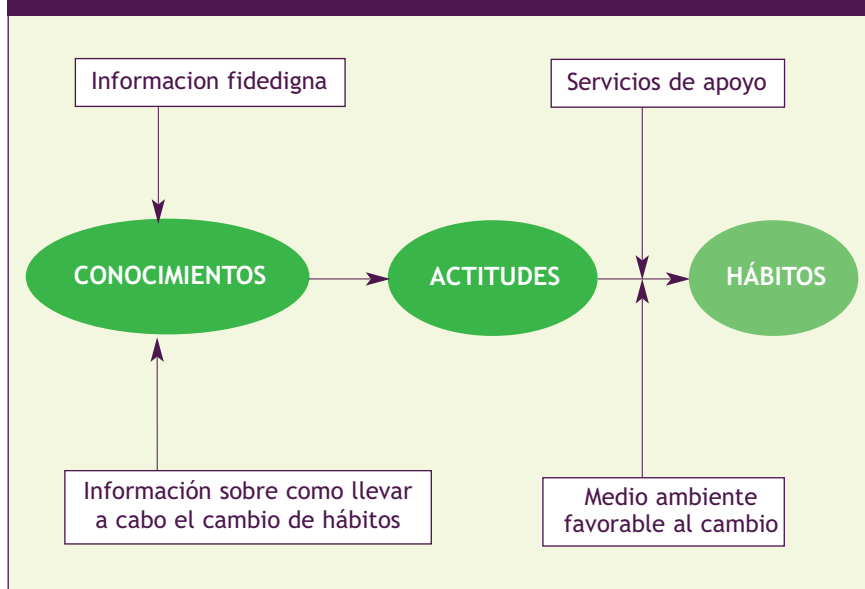 Informacion fidedigna
Servicios de apoyo
CONOCIMIENTOS
ACTITUDES
HÁBITOS
Información sobre como llevar
a cabo el cambio de hábitos
Medio ambiente
favorable al cambio